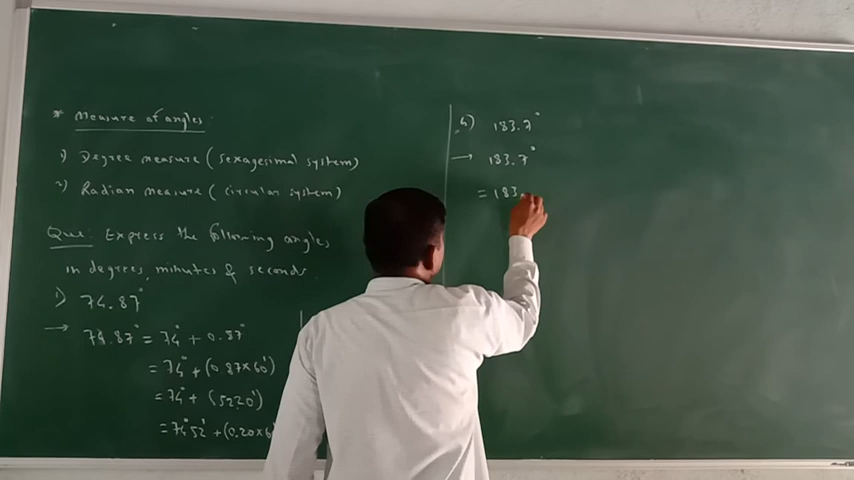 * Measure of angles
1) Degree measure (Sexagesimal system)
2) Radian measure (circular system)
Que: Express the following angles
in degrees, minutes & seconds.
1) 74.87°
→ 74.87° = 74° + 0.87°
= 74° + (0.87×60')
= 74° + (52.20')
= 74° 52' + (0.20×6
4) 183.7°
→ 183.7°
= 183